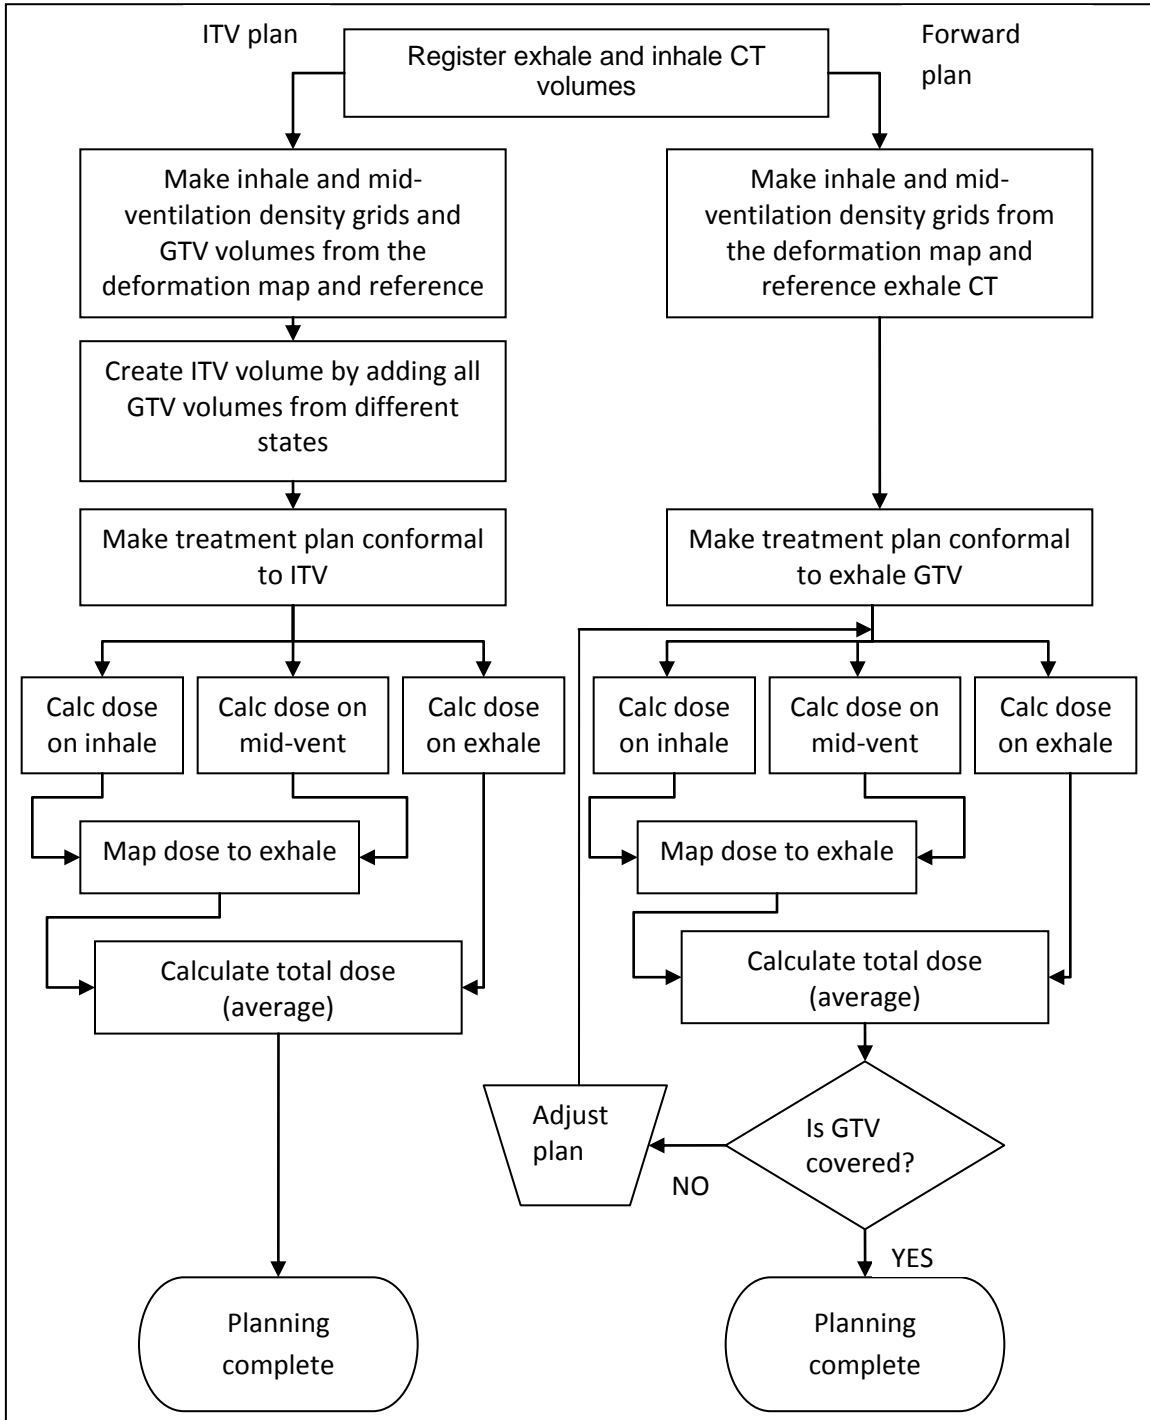 ITV plan
Register exhale and inhale CT
volumes
Forward
plan
Make inhale and mid-
ventilation density grids and
GTV volumes from the
deformation map and reference
Make inhale and mid-
ventilation density grids from
the deformation map and
reference exhale CT
Create ITV volume by adding all
GTV volumes from different
states
Make treatment plan conformal
to ITV
Make treatment plan conformal
to exhale GTV
Calc dose
on inhale
Calc dose on
mid-vent
Calc dose
on exhale
Calc dose
on inhale
Calc dose on
mid-vent
Calc dose
on exhale
Map dose to exhale
Map dose to exhale
Calculate total dose
(average)
Calculate total dose
(average)
Adjust
plan
Is GTV
covered?
NO
YES
Planning
complete
Planning
complete